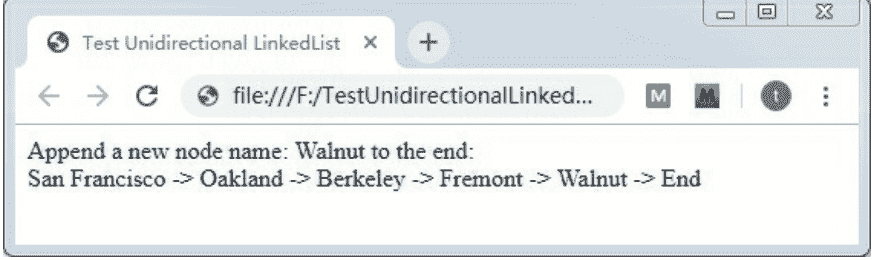 Test Unidirectional LinkedList
file:///F:/TestUnidirectionalLinked...
M
t
Append a new node name: Walnut to the end:
San Francisco -> Oakland -> Berkeley -> Fremont -> Walnut -> End